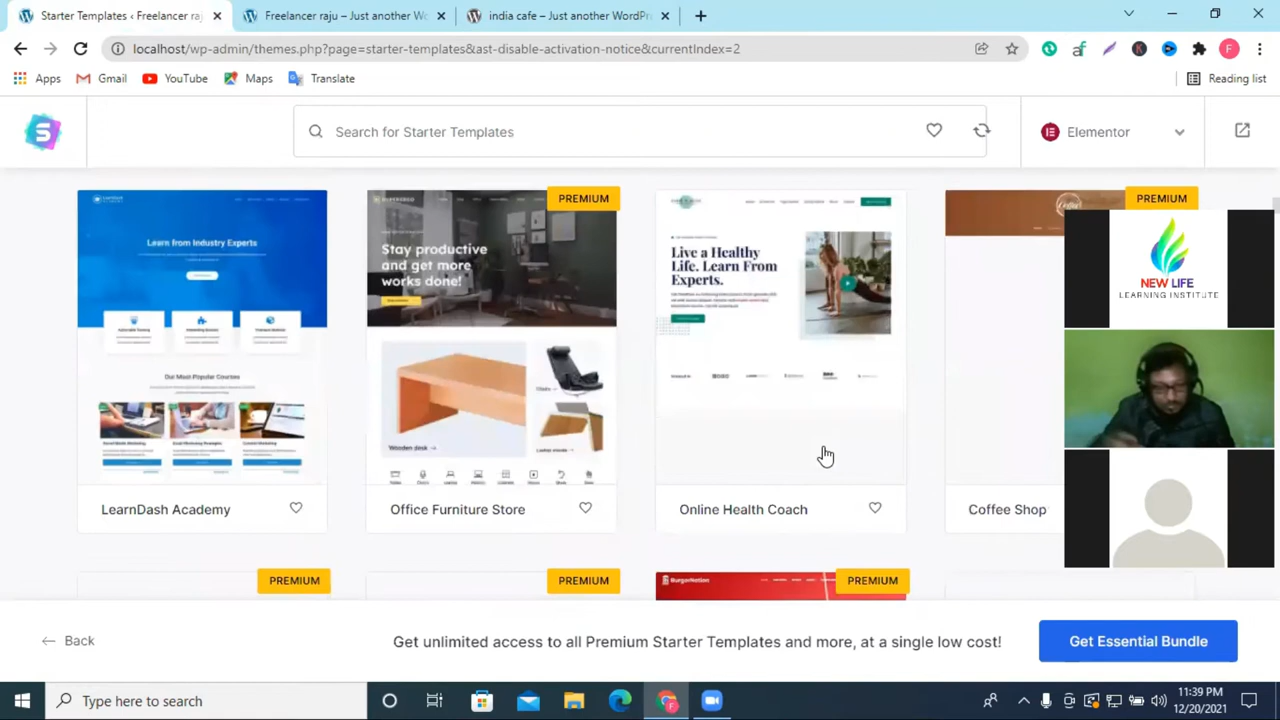 Starter Templates ‹ Freelancer raj
Freelancer raju – Just another Wo
india cafe – Just another WordPr
localhost/wp-admin/themes.php?page=starter-templates&ast-disable-activation-notice&currentIndex=2
F
Apps
Gmail
YouTube
Maps
Translate
Reading list
S
Search for Starter Templates
Elementor
PREMIUM
PREMIUM
Learn from Industry Experts
Our Most Popular Courses
Stay productive
and get more
works done!
Wooden desk →
Live a Healthy
Life. Learn From
Experts.
NEW LIFE
LEARNING INSTITUTE
LearnDash Academy
Office Furniture Store
Online Health Coach
Coffee Shop
PREMIUM
PREMIUM
BurgerNation
PREMIUM
← Back
Get unlimited access to all Premium Starter Templates and more, at a single low cost!
Get Essential Bundle
Type here to search
11:39 PM
12/20/2021